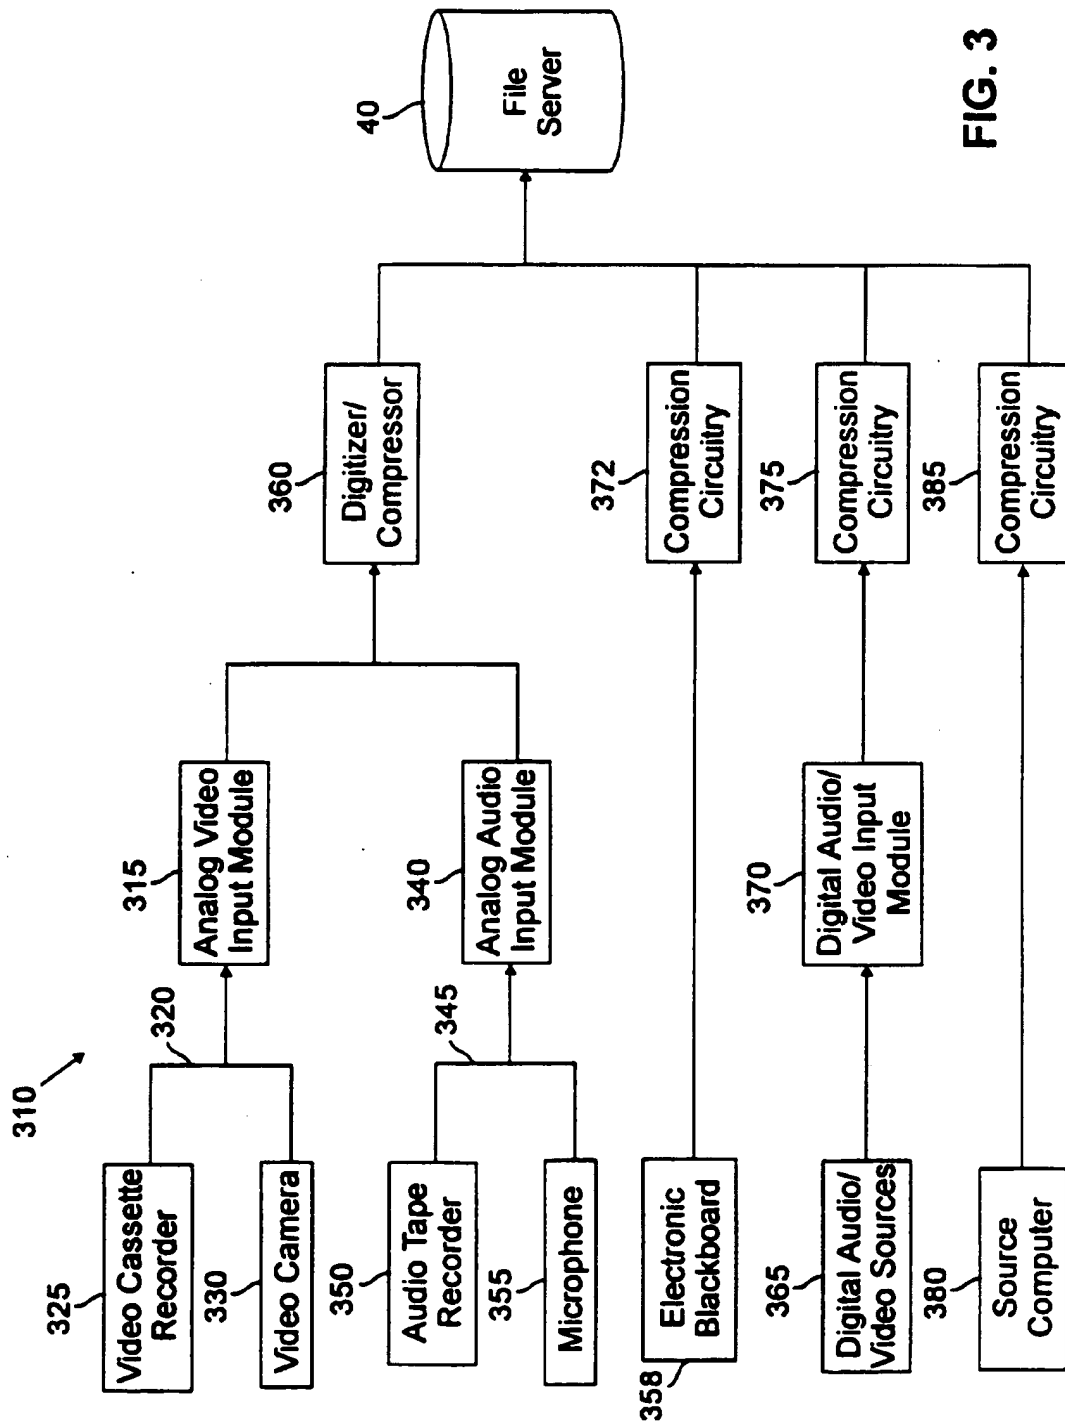 310
325
Video Cassette
Recorder
330
Video Camera
320
315
Analog Video
Input Module
350
Audio Tape
Recorder
355
Microphone
345
340
Analog Audio
Input Module
360
Digitizer/
Compressor
358
Electronic
Blackboard
372
Compression
Circuitry
365
Digital Audio/
Video Sources
370
Digital Audio/
Video Input
Module
375
Compression
Circuitry
380
Source
Computer
385
Compression
Circuitry
40
File
Server
FIG. 3